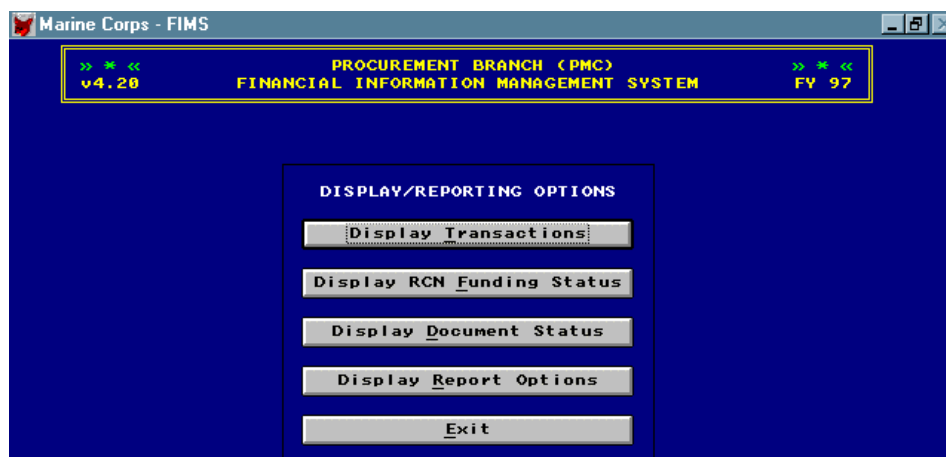 Marine Corps - FIMS
» * « PROCUREMENT BRANCH (PMC) » * «
v4.20 FINANCIAL INFORMATION MANAGEMENT SYSTEM FY 97
DISPLAY/REPORTING OPTIONS
Display Transactions
Display RCN Funding Status
Display Document Status
Display Report Options
Exit